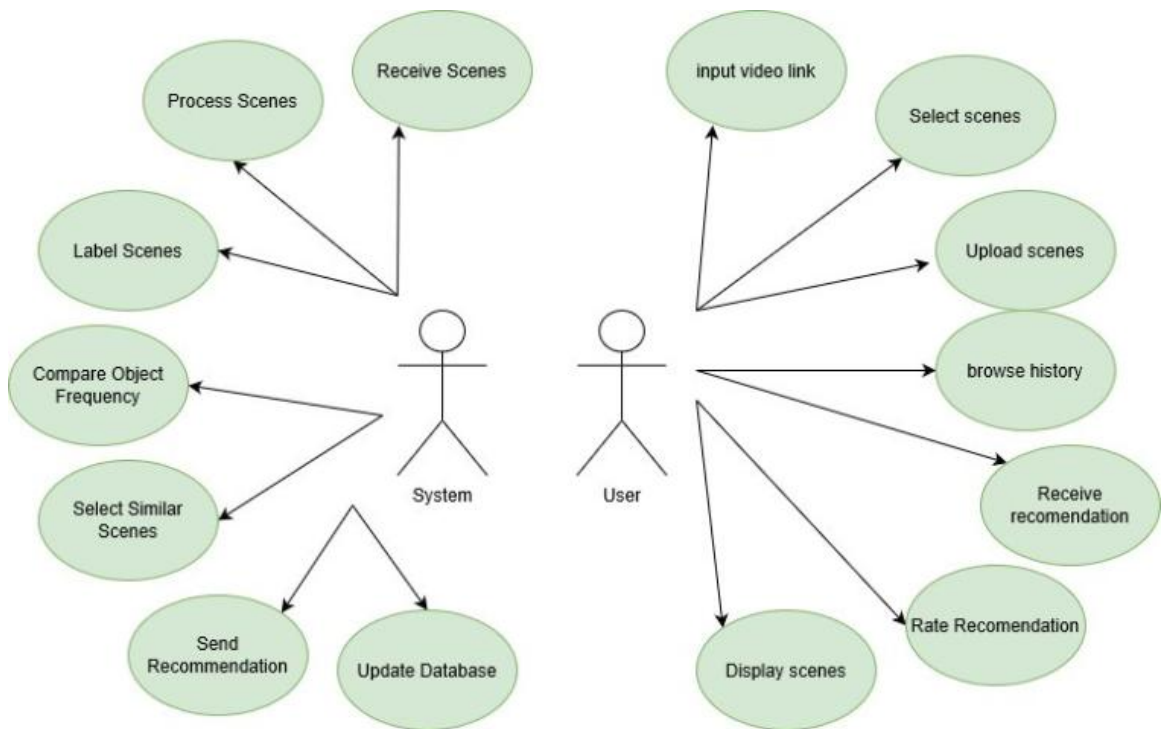 Receive Scenes
Process Scenes
Label Scenes
Compare Object
Frequency
Select Similar
Scenes
Send
Recommendation
Update Database
System
User
input video link
Select scenes
Upload scenes
browse history
Receive
recomendation
Rate Recomendation
Display scenes